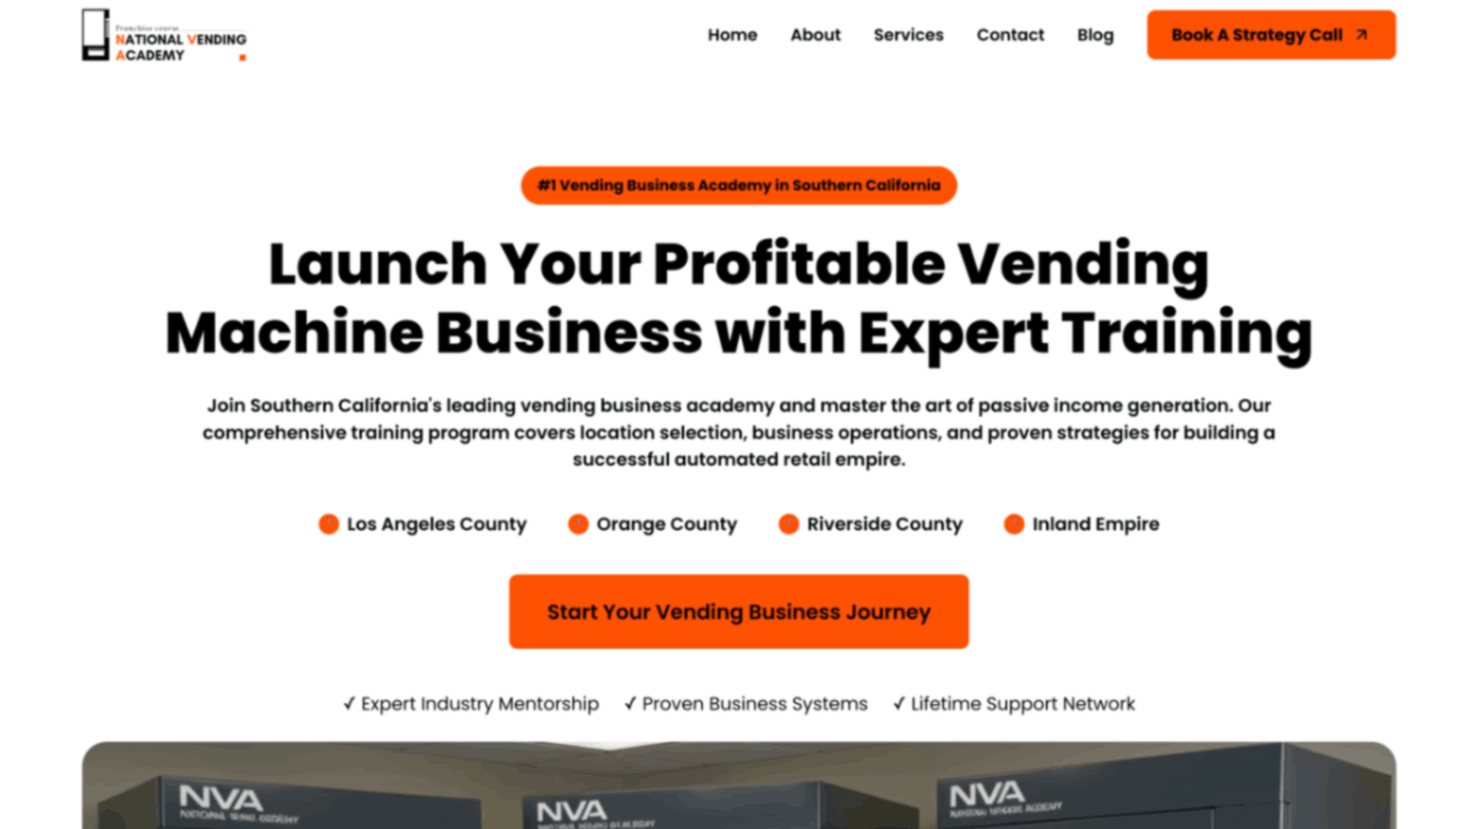 Franchise course
NATIONAL VENDING
ACADEMY
Home
About
Services
Contact
Blog
Book A Strategy Call
#1 Vending Business Academy in Southern California
Launch Your Profitable Vending
Machine Business with Expert Training
Join Southern California's leading vending business academy and master the art of passive income generation. Our
comprehensive training program covers location selection, business operations, and proven strategies for building a
successful automated retail empire.
Los Angeles County
Orange County
Riverside County
Inland Empire
Start Your Vending Business Journey
✓ Expert Industry Mentorship
✓ Proven Business Systems
✓ Lifetime Support Network
NVA
NVA
NVA